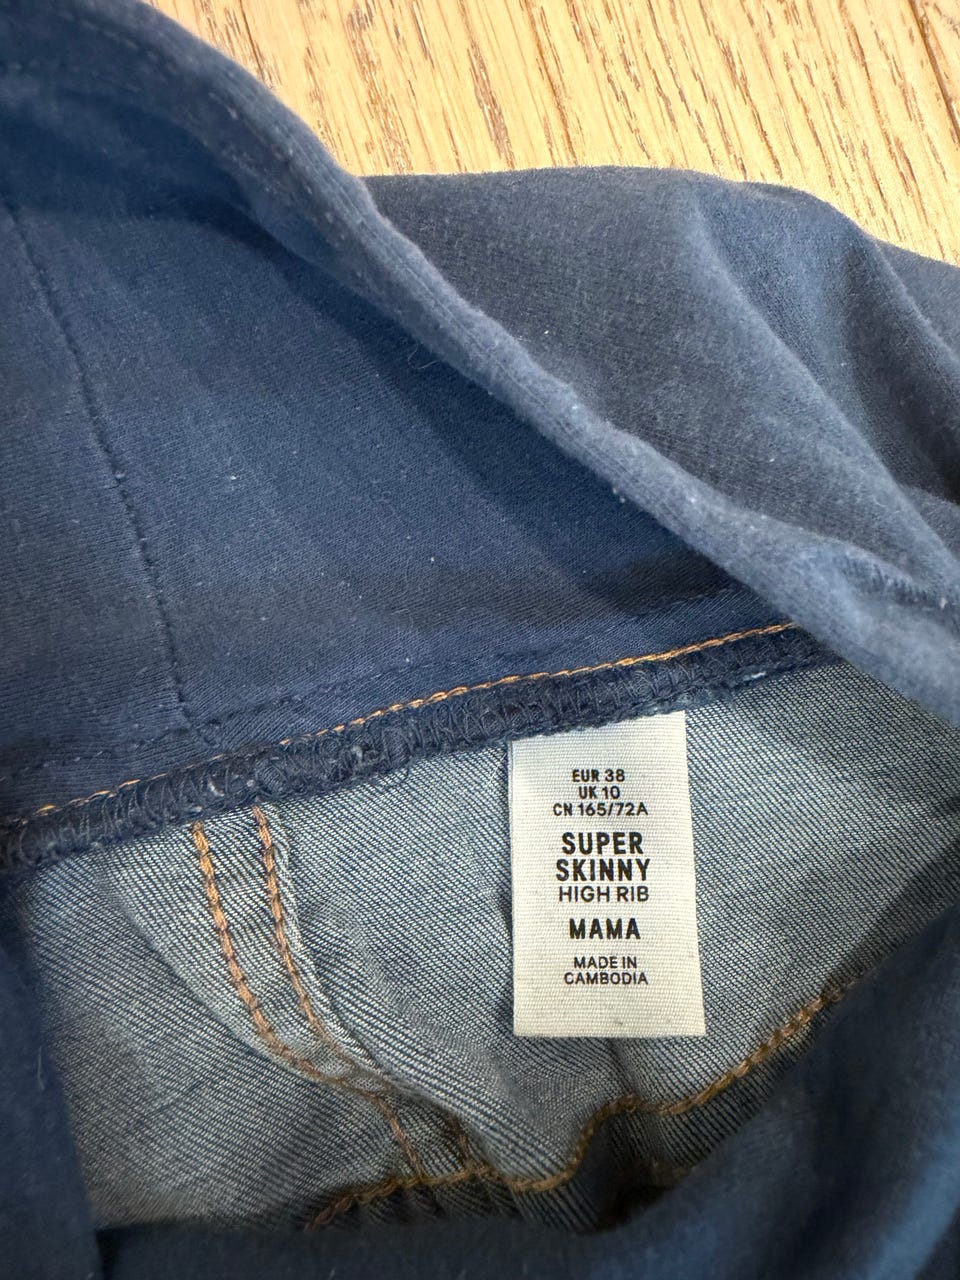 EUR 38
UK 10
CN 165/72A
SUPER
SKINNY
HIGH RIB
MAMA
MADE IN
CAMBODIA